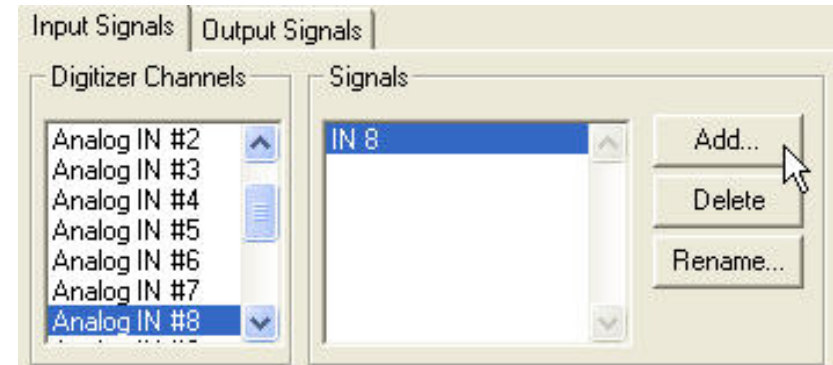 Input Signals
Output Signals
Digitizer Channels
Analog IN #2
Analog IN #3
Analog IN #4
Analog IN #5
Analog IN #6
Analog IN #7
Analog IN #8
Signals
IN 8
Add...
Delete
Rename...